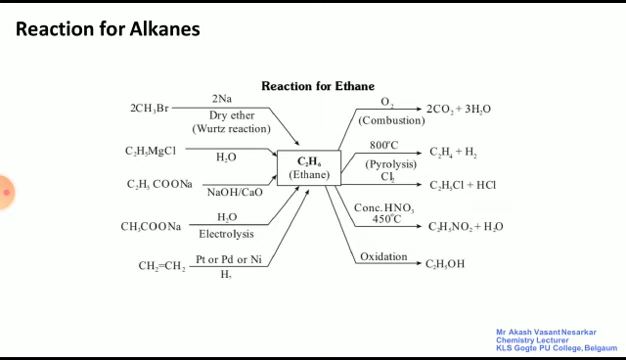 Reaction for Alkanes
Reaction for Ethane
2CH₃Br
2Na
Dry ether
(Wurtz reaction)
C₂H₅MgCl
H₂O
C₂H₅ COONa
NaOH/CaO
CH₃COONa
H₂O
Electrolysis
CH₂=CH₂
Pt or Pd or Ni
H₂
C₂H₆
(Ethane)
O₂
(Combustion)
2CO₂ + 3H₂O
800°C
(Pyrolysis)
C₂H₄ + H₂
Cl₂
C₂H₅Cl + HCl
Conc. HNO₃
450°C
C₂H₅NO₂ + H₂O
Oxidation
C₂H₅OH
Mr Akash Vasant Nesarkar
Chemistry Lecturer
KLS Gogte PU College, Belgaum